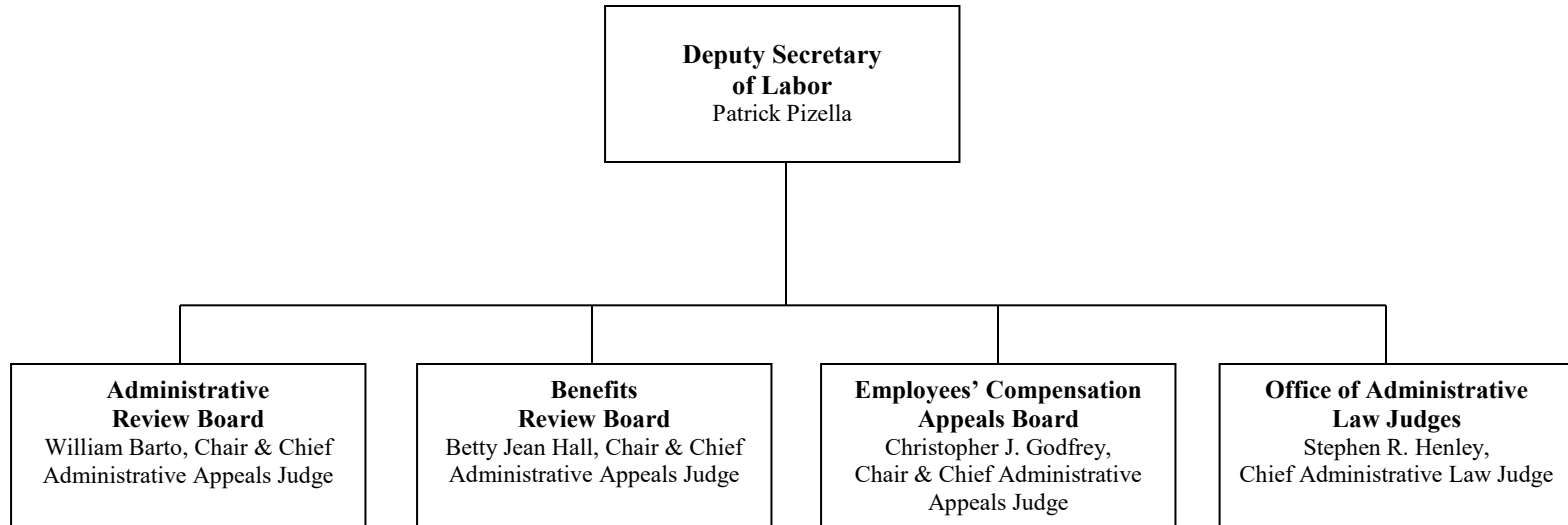 Deputy Secretary
of Labor
Patrick Pizella
Administrative
Review Board
William Barto, Chair & Chief
Administrative Appeals Judge
Benefits
Review Board
Betty Jean Hall, Chair & Chief
Administrative Appeals Judge
Employees’ Compensation
Appeals Board
Christopher J. Godfrey,
Chair & Chief Administrative
Appeals Judge
Office of Administrative
Law Judges
Stephen R. Henley,
Chief Administrative Law Judge